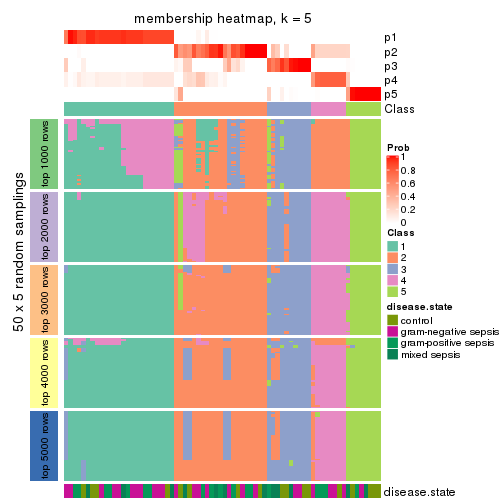 membership heatmap, k = 5
p1
p2
p3
p4
p5
Class
50 x 5 random samplings
top 1000 rows
top 2000 rows
top 3000 rows
top 4000 rows
top 5000 rows
Prob
1
0.8
0.6
0.4
0.2
0
Class
1
2
3
4
5
disease.state
control
gram-negative sepsis
gram-positive sepsis
mixed sepsis
disease.state